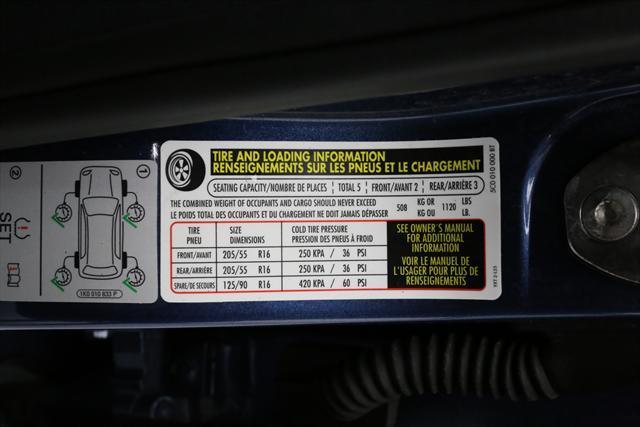 2
1
SET
1K0 010 833 P
TIRE AND LOADING INFORMATION
RENSEIGNEMENTS SUR LES PNEUS ET LE CHARGEMENT
SEATING CAPACITY/NOMBRE DE PLACES | TOTAL 5 | FRONT/AVANT 2 | REAR/ARRIÈRE 3
THE COMBINED WEIGHT OF OCCUPANTS AND CARGO SHOULD NEVER EXCEED
LE POIDS TOTAL DES OCCUPANTS ET DU CHARGEMENT NE DOIT JAMAIS DÉPASSER
508 KG OR KG OU 1120 LBS LB.
TIRE PNEU SIZE DIMENSIONS COLD TIRE PRESSURE PRESSION DES PNEUS À FROID
FRONT/AVANT 205/55 R16 250 KPA / 36 PSI
REAR/ARRIÈRE 205/55 R16 250 KPA / 36 PSI
SPARE/DE SECOURS 125/90 R16 420 KPA / 60 PSI
SEE OWNER'S MANUAL
FOR ADDITIONAL
INFORMATION
VOIR LE MANUEL DE
L'USAGER POUR PLUS DE
RENSEIGNEMENTS
5C0 010 000 BT